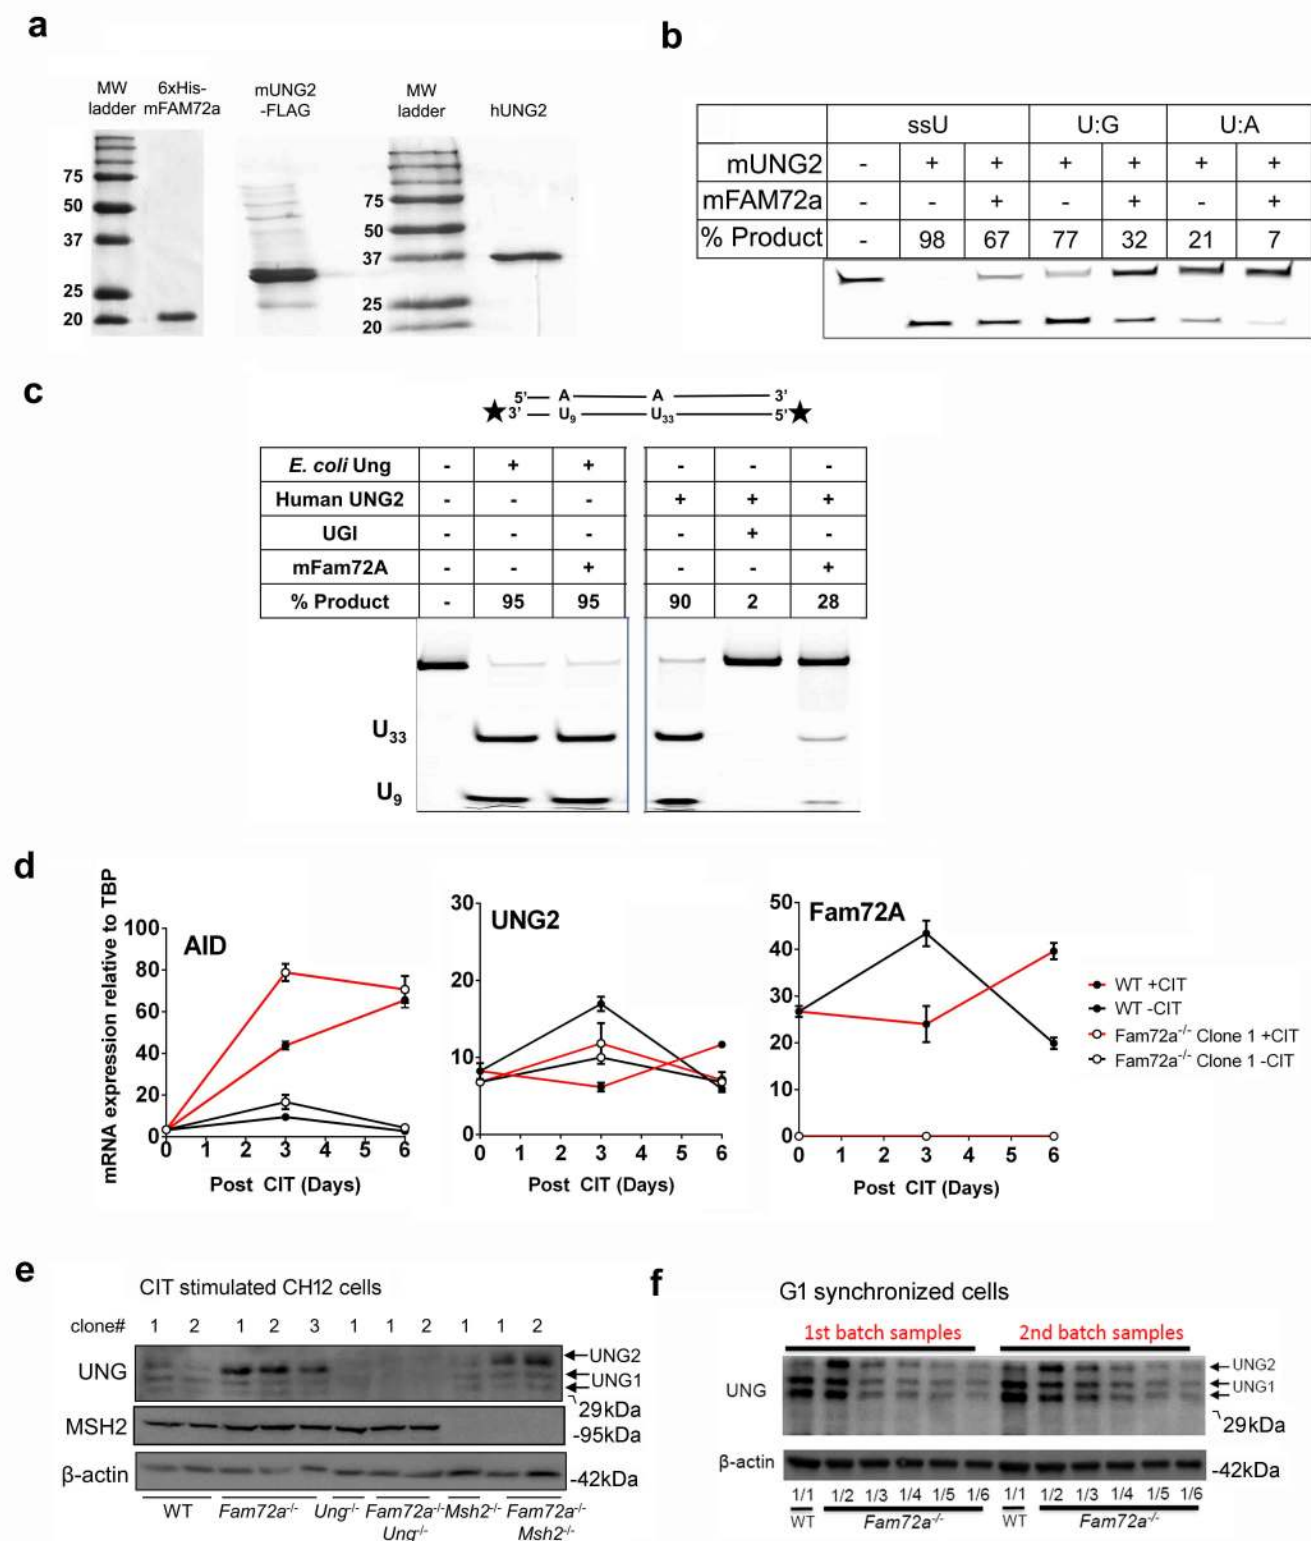 a
MW
ladder
6xHis-
mFAM72a
mUNG2
-FLAG
MW
ladder
hUNG2
75
50
37
25
20
75
50
37
25
20
b
ssU U:G U:A
mUNG2 - + + + + + +
mFAM72a - - + - + - +
% Product - 98 67 77 32 21 7
c
5' A A 3'
3' U9 U33 5'
E. coli Ung - + + - - -
Human UNG2 - - - + + +
UGI - - - - + -
mFam72A - - + - - +
% Product - 95 95 90 2 28
U33
U9
d
mRNA expression relative to TBP
AID
100
80
60
40
20
0
0 1 2 3 4 5 6
Post CIT (Days)
UNG2
30
20
10
0
0 1 2 3 4 5 6
Post CIT (Days)
Fam72A
50
40
30
20
10
0
0 1 2 3 4 5 6
Post CIT (Days)
WT +CIT
WT -CIT
Fam72a-/- Clone 1 +CIT
Fam72a-/- Clone 1 -CIT
e
CIT stimulated CH12 cells
clone# 1 2 1 2 3 1 1 2 1 1 2
UNG
UNG2
UNG1
29kDa
MSH2
-95kDa
β-actin
-42kDa
WT Fam72a-/- Ung-/- Fam72a-/- Msh2-/- Fam72a-/-
Ung-/- Msh2-/-
f
G1 synchronized cells
1st batch samples 2nd batch samples
UNG
UNG2
UNG1
29kDa
β-actin
-42kDa
1/1 1/2 1/3 1/4 1/5 1/6 1/1 1/2 1/3 1/4 1/5 1/6
WT Fam72a-/- WT Fam72a-/-